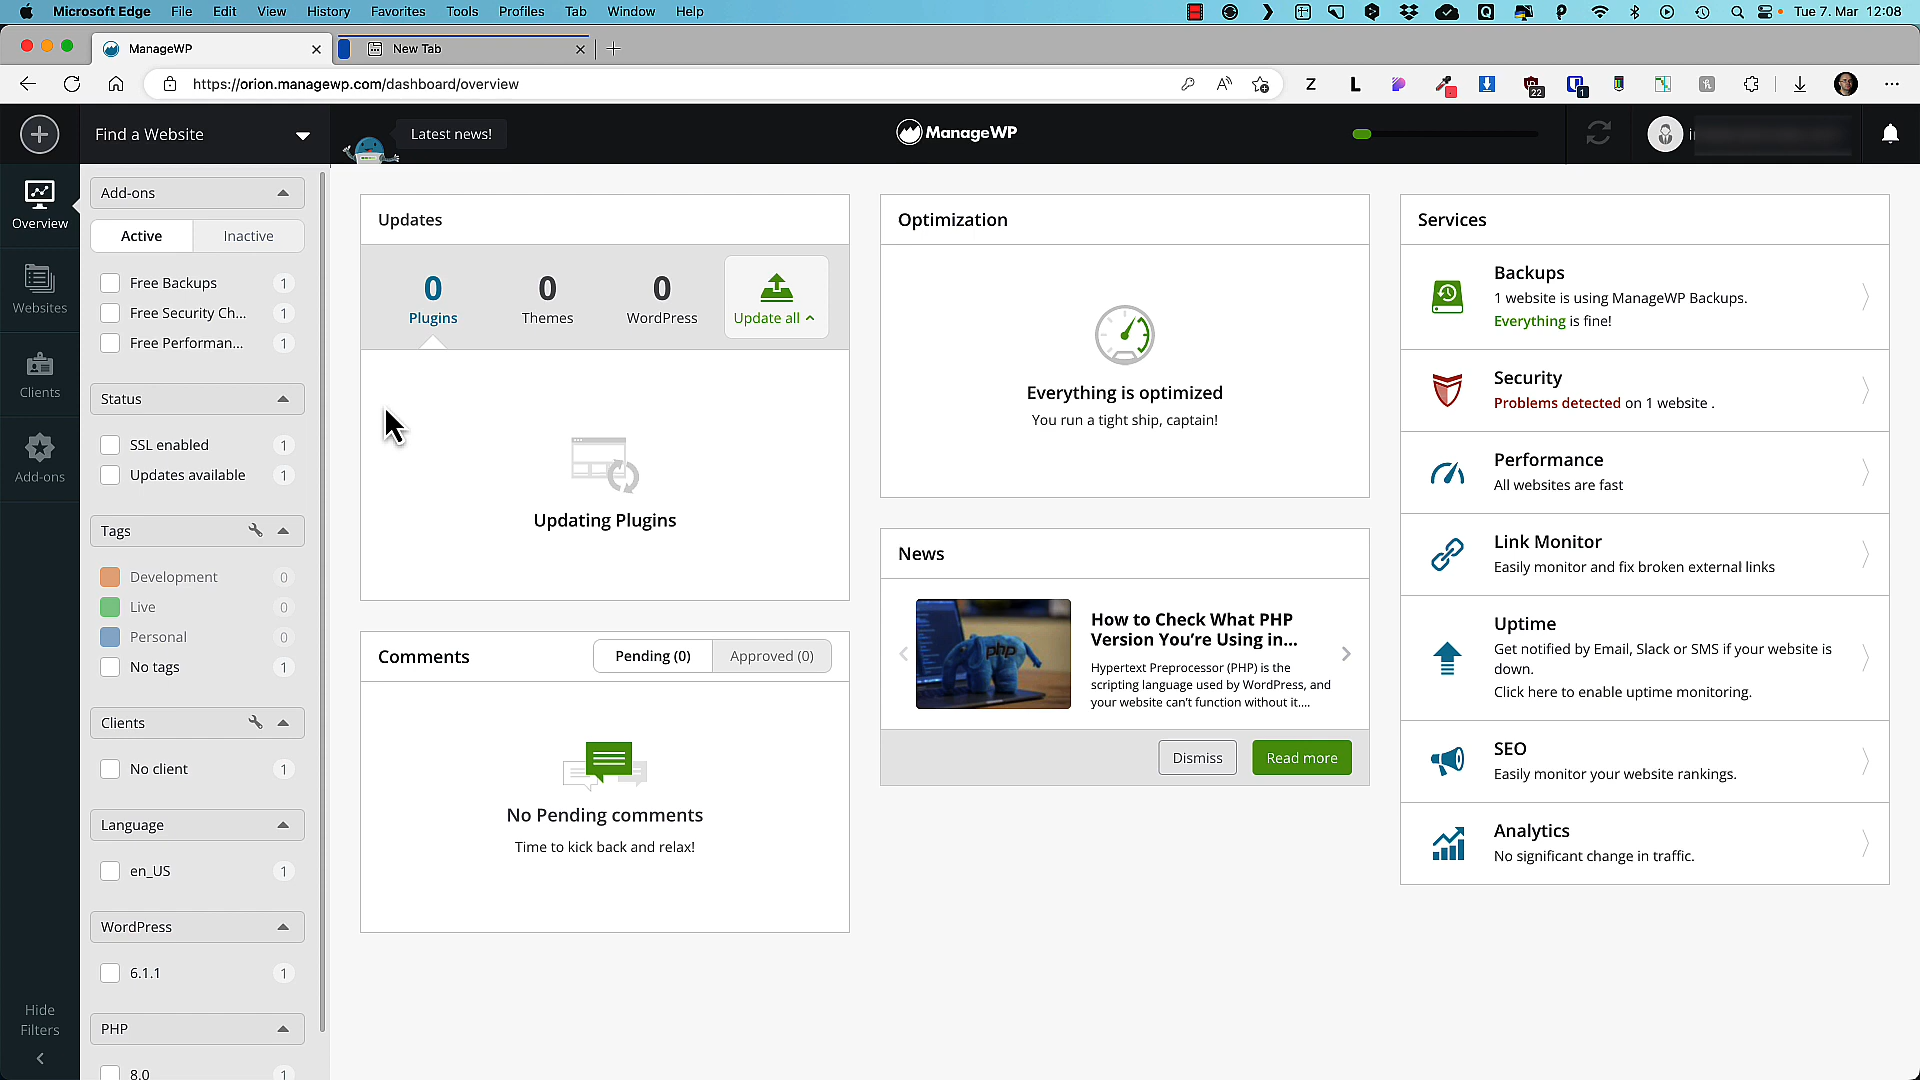 Microsoft Edge File Edit View History Favorites Tools Profiles Tab Window Help Tue 7. Mar 12:08
ManageWP
New Tab
https://orion.managewp.com/dashboard/overview
22
1
Find a Website
Latest news!
ManageWP
Overview
Websites
Clients
Add-ons
Hide
Filters
Add-ons
Active Inactive
Free Backups 1
Free Security Ch... 1
Free Performan... 1
Status
SSL enabled 1
Updates available 1
Tags
Development 0
Live 0
Personal 0
No tags 1
Clients
No client 1
Language
en_US 1
WordPress
6.1.1 1
PHP
8.0 1
Updates
0 Plugins
0 Themes
0 WordPress
Update all
Updating Plugins
Comments
Pending (0) Approved (0)
No Pending comments
Time to kick back and relax!
Optimization
Everything is optimized
You run a tight ship, captain!
News
php
How to Check What PHP
Version You're Using in...
Hypertext Preprocessor (PHP) is the
scripting language used by WordPress, and
your website can't function without it....
Dismiss Read more
Services
Backups
1 website is using ManageWP Backups.
Everything is fine!
Security
Problems detected on 1 website .
Performance
All websites are fast
Link Monitor
Easily monitor and fix broken external links
Uptime
Get notified by Email, Slack or SMS if your website is
down.
Click here to enable uptime monitoring.
SEO
Easily monitor your website rankings.
Analytics
No significant change in traffic.